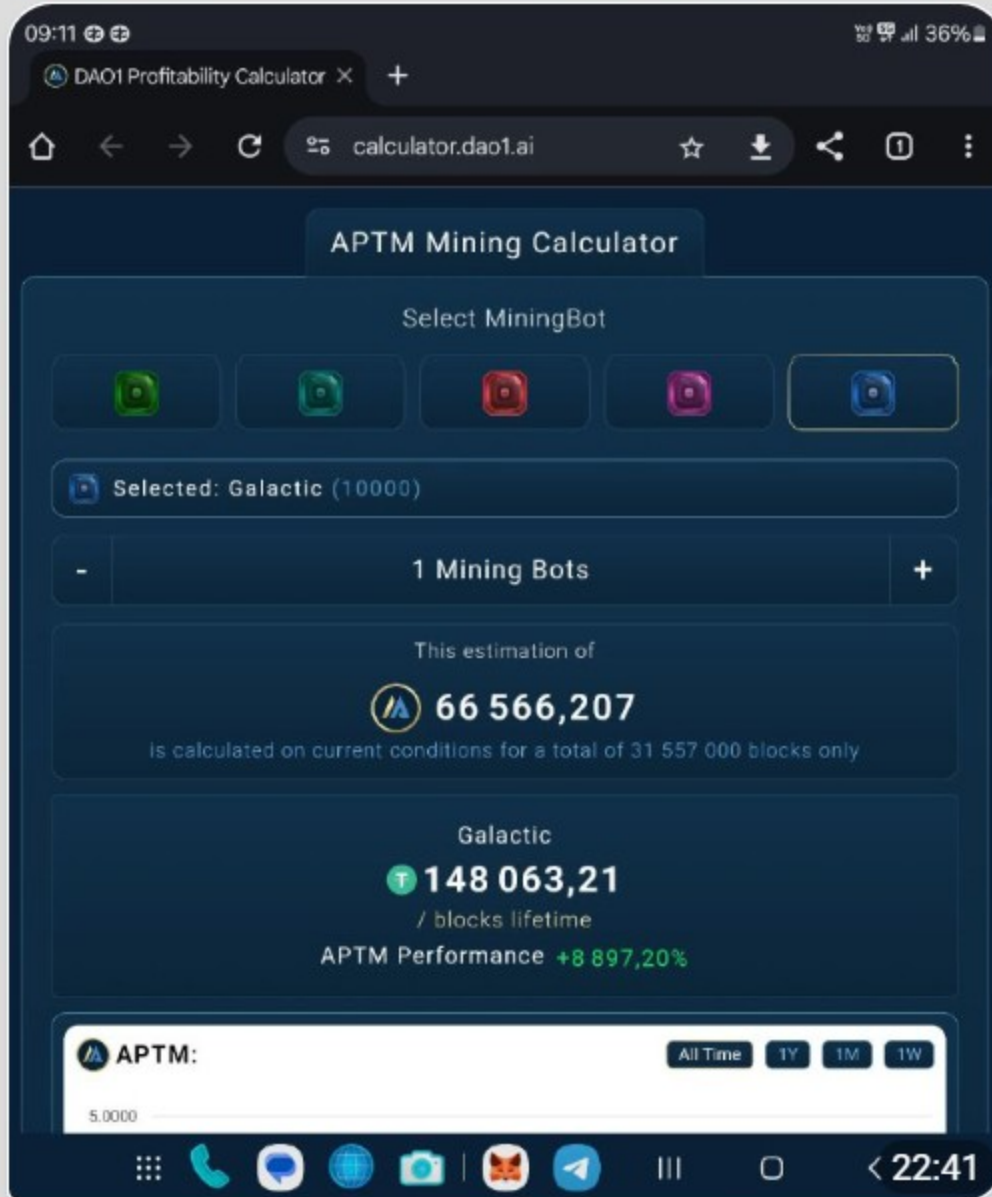 09:11 36%
DAO1 Profitability Calculator
calculator.dao1.ai 1
APTM Mining Calculator
Select MiningBot
Selected: Galactic (10000)
- 1 Mining Bots +
This estimation of
66 566,207
is calculated on current conditions for a total of 31 557 000 blocks only
Galactic
148 063,21
/ blocks lifetime
APTM Performance +8 897,20%
APTM: All Time 1Y 1M 1W
5.0000
22:41